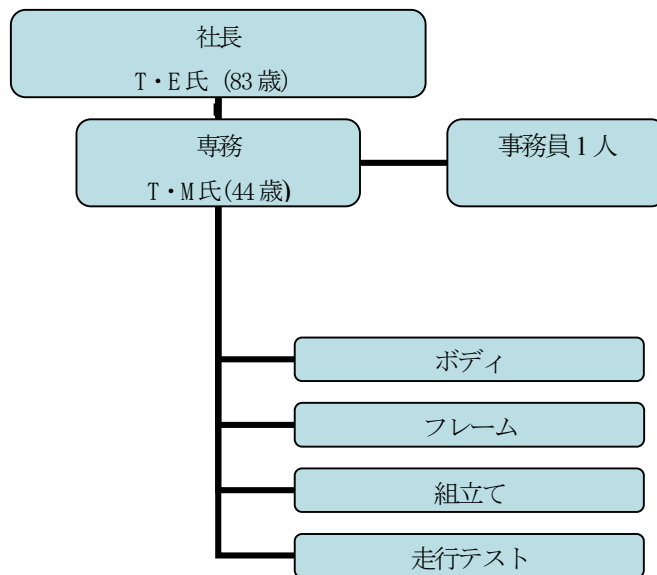 社長
T・E氏 (83歳)
専務
T・M氏(44歳)
事務員1人
ボディ
フレーム
組立て
走行テスト